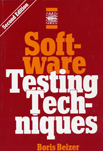 Second Edition
Soft-
ware
Testing
Tech-
niques
Boris Beizer